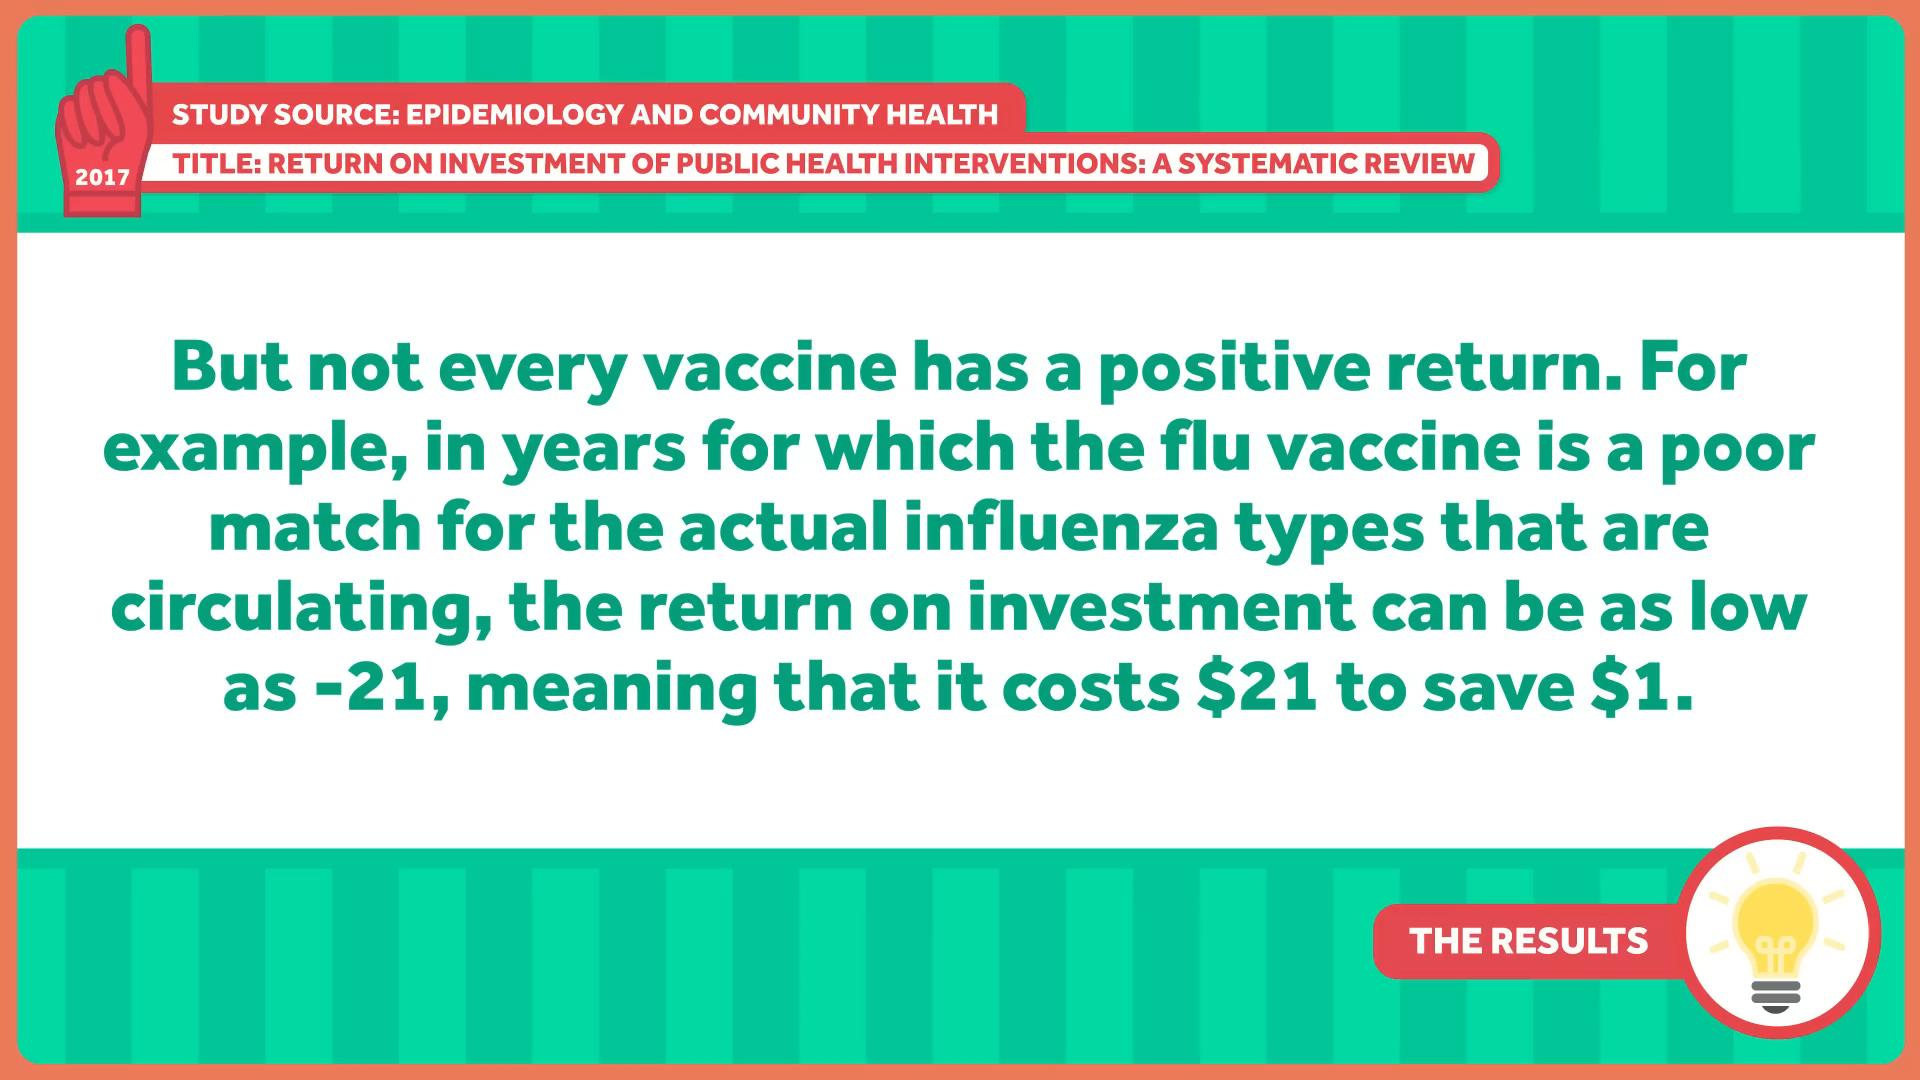 STUDY SOURCE: EPIDEMIOLOGY AND COMMUNITY HEALTH
2017
TITLE: RETURN ON INVESTMENT OF PUBLIC HEALTH INTERVENTIONS: A SYSTEMATIC REVIEW
But not every vaccine has a positive return. For
example, in years for which the flu vaccine is a poor
match for the actual influenza types that are
circulating, the return on investment can be as low
as -21, meaning that it costs $21 to save $1.
THE RESULTS